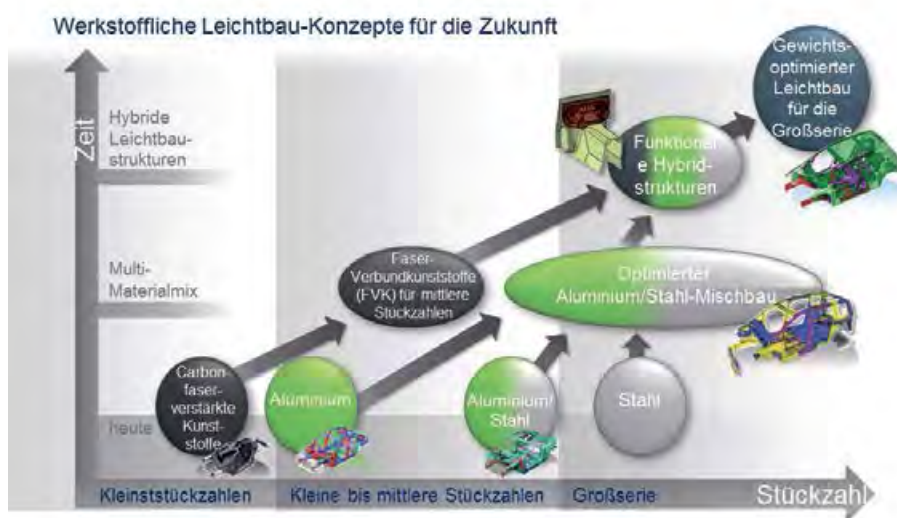 Werkstoffliche Leichtbau-Konzepte für die Zukunft
Zeit
Hybride
Leichtbau-
strukturen
Multi-
Materialmix
heute
Gewichts-
optimierter
Leichtbau
für die
Großserie
Funktional
e Hybrid-
strukturen
Faser-
Verbundkunststoffe
(FVK) für mittlere
Stückzahlen
Optimierter
Aluminium/Stahl-Mischbau
Carbon-
faser-
verstärkte
Kunst-
stoffe
Aluminium
Aluminium/
Stahl
Stahl
Kleinststückzahlen
Kleine bis mittlere Stückzahlen
Großserie
Stückzahl